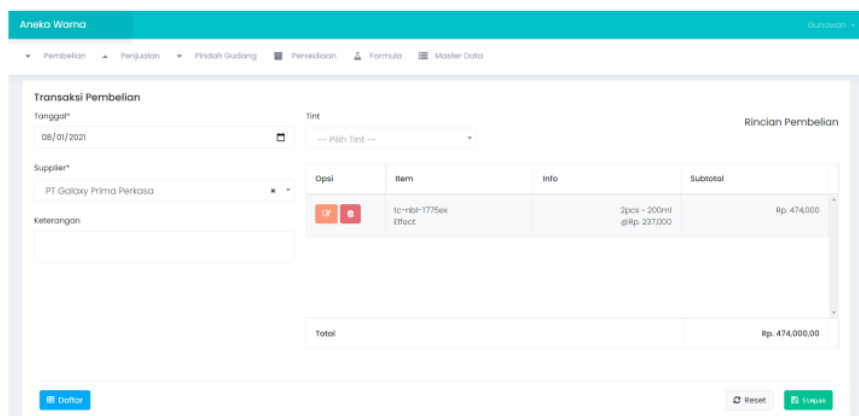 Aneka Warna
Gunawan
Pembelian Penjualan Pindah Gudang Persediaan Formula Master Data
Transaksi Pembelian
Tanggal*
08/01/2021
Supplier*
PT Galaxy Prima Perkasa
Keterangan
Tint
--- Pilih Tint ---
Rincian Pembelian
Opsi Item Info Subtotal
tc-nbl-1775ex
Effect
2pcs - 200ml
@Rp. 237,000
Rp. 474,000
Total Rp. 474,000,00
Daftar
Reset
Simpan